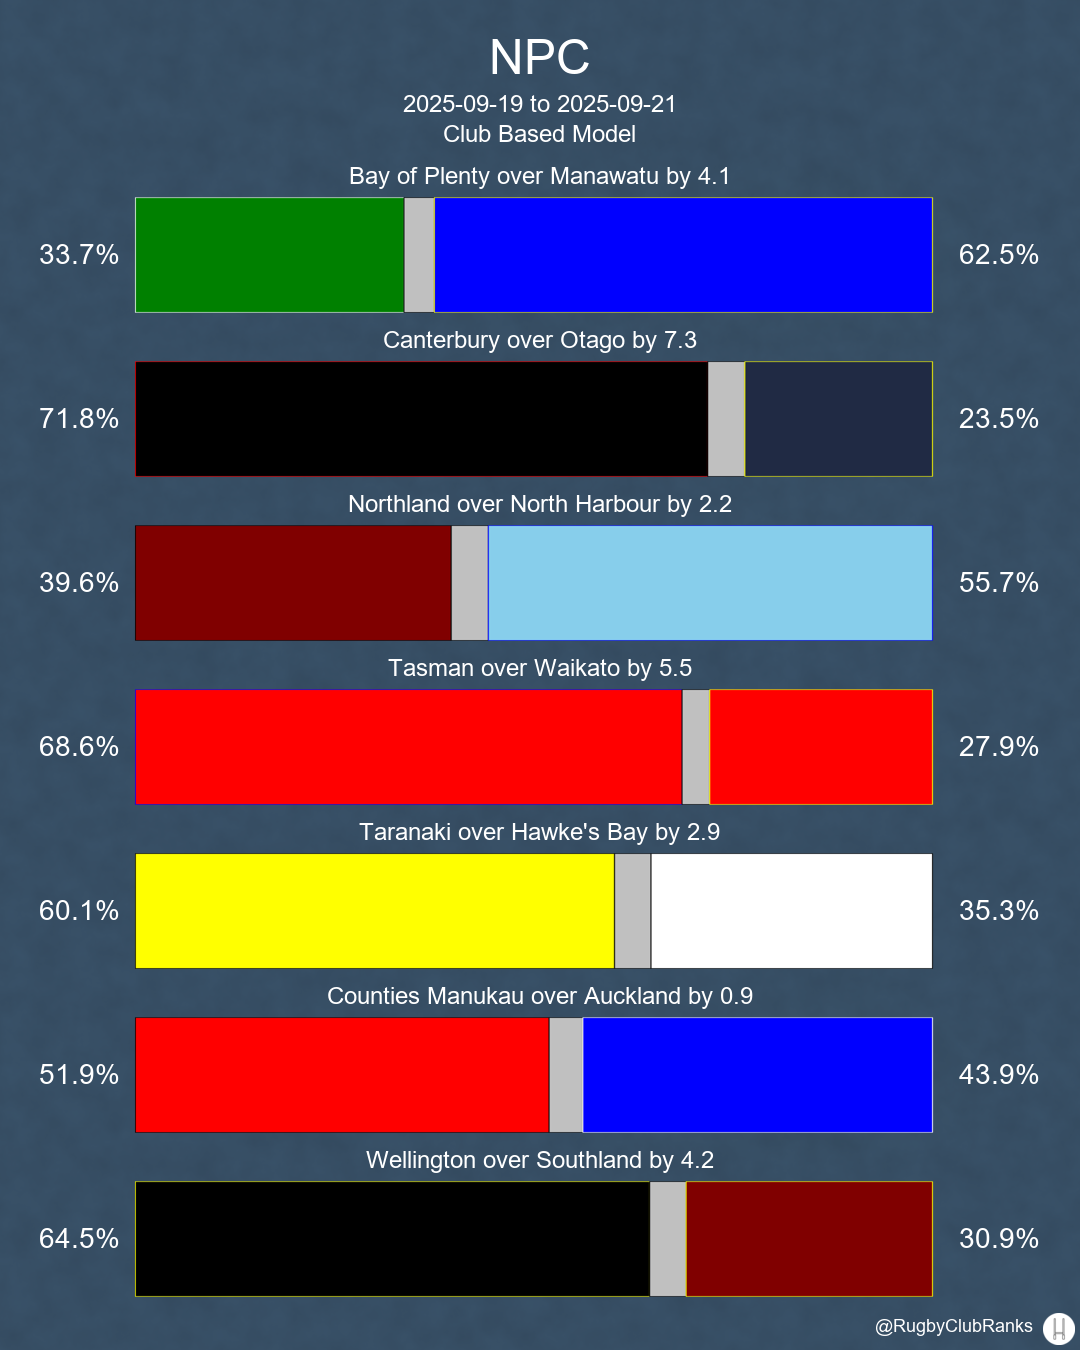 NPC
2025-09-19 to 2025-09-21
Club Based Model
Bay of Plenty over Manawatu by 4.1
33.7% 62.5%
Canterbury over Otago by 7.3
71.8% 23.5%
Northland over North Harbour by 2.2
39.6% 55.7%
Tasman over Waikato by 5.5
68.6% 27.9%
Taranaki over Hawke's Bay by 2.9
60.1% 35.3%
Counties Manukau over Auckland by 0.9
51.9% 43.9%
Wellington over Southland by 4.2
64.5% 30.9%
@RugbyClubRanks